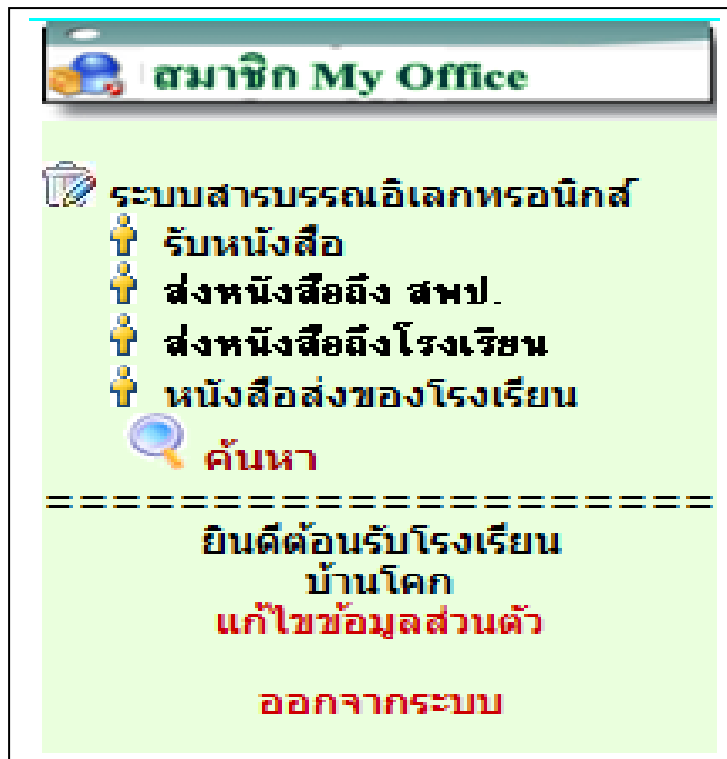 สมาชิก My Office
ระบบสารบรรณอิเลกทรอนิกส์
รับหนังสือ
ส่งหนังสือถึง สพป.
ส่งหนังสือถึงโรงเรียน
หนังสือส่งของโรงเรียน
ค้นหา
=====================
ยินดีต้อนรับโรงเรียน
บ้านโคก
แก้ไขข้อมูลส่วนตัว
ออกจากระบบ